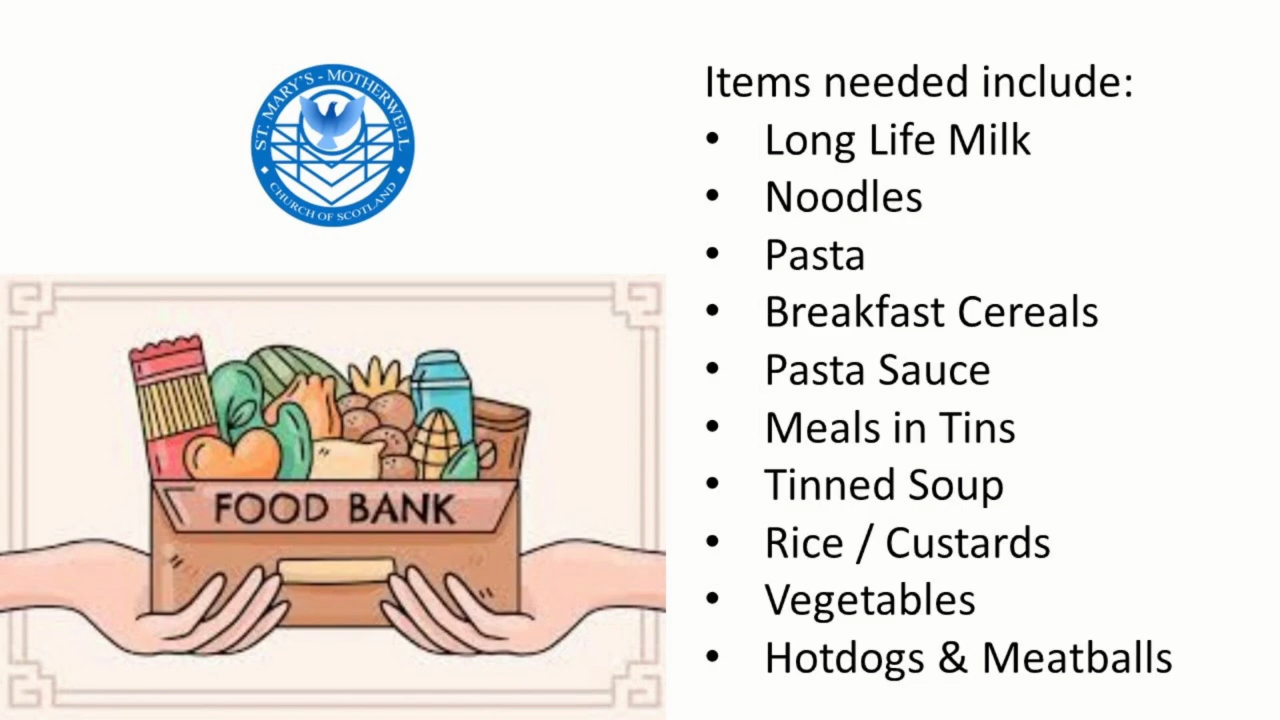 ST. MARY'S - MOTHERWELL
CHURCH OF SCOTLAND
FOOD BANK
Items needed include:
• Long Life Milk
• Noodles
• Pasta
• Breakfast Cereals
• Pasta Sauce
• Meals in Tins
• Tinned Soup
• Rice / Custards
• Vegetables
• Hotdogs & Meatballs